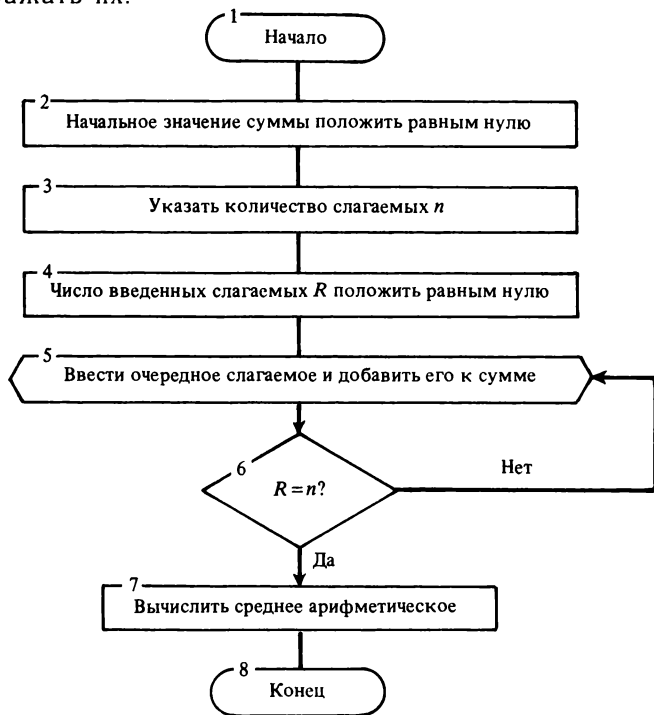 ажать их.
1
Начало
2
Начальное значение суммы положить равным нулю
3
Указать количество слагаемых n
4
Число введенных слагаемых R положить равным нулю
5
Ввести очередное слагаемое и добавить его к сумме
6
R = n?
Нет
Да
7
Вычислить среднее арифметическое
8
Конец